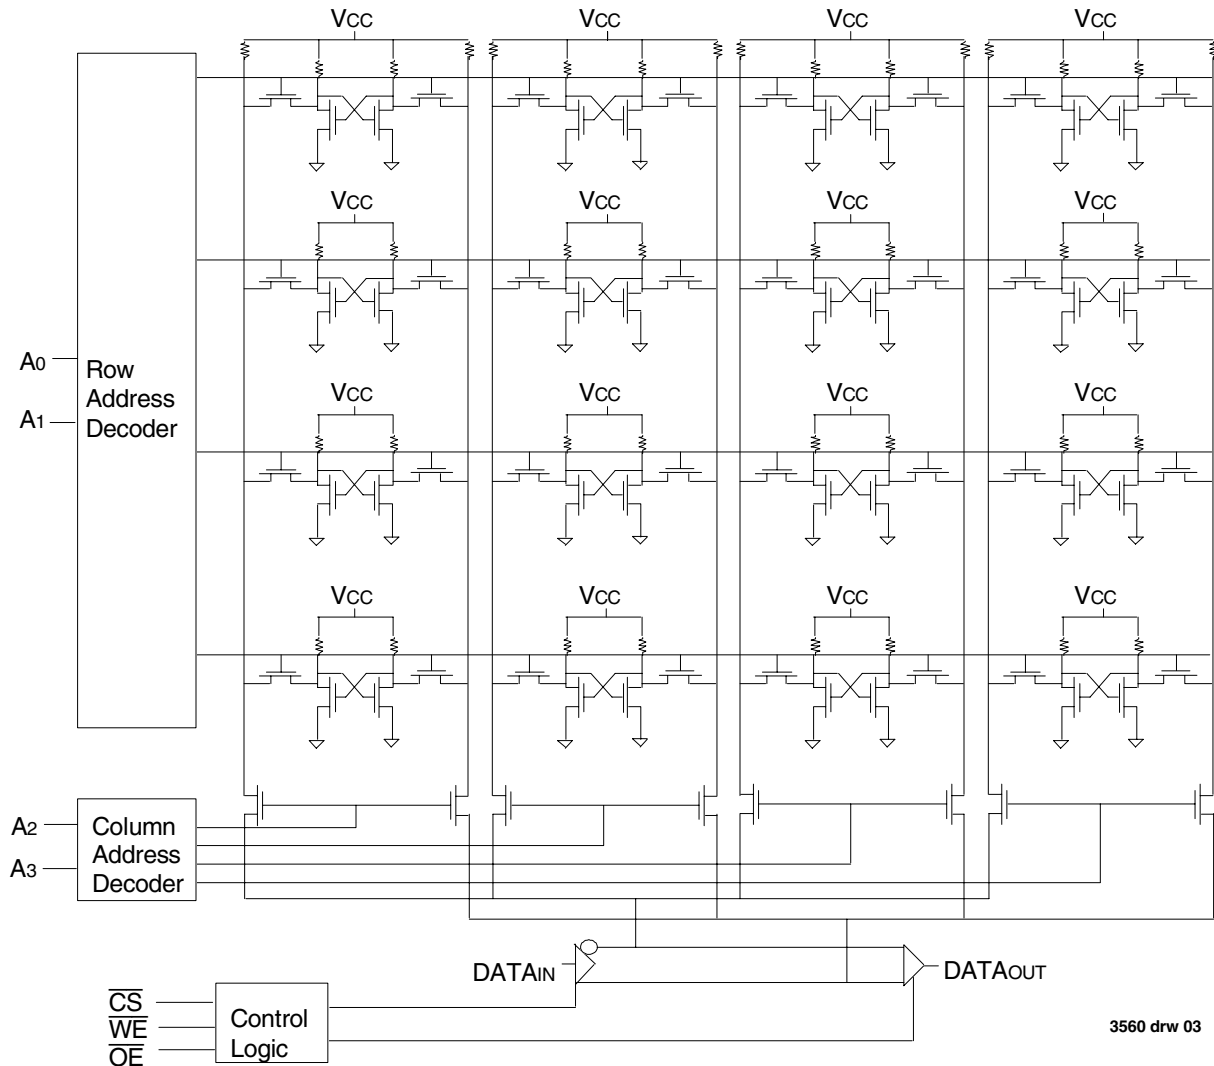 VCC VCC VCC VCC
VCC VCC VCC VCC
A0
A1
Row
Address
Decoder
VCC VCC VCC VCC
VCC VCC VCC VCC
A2
A3
Column
Address
Decoder
DATAIN
DATAOUT
CS
WE
OE
Control
Logic
3560 drw 03